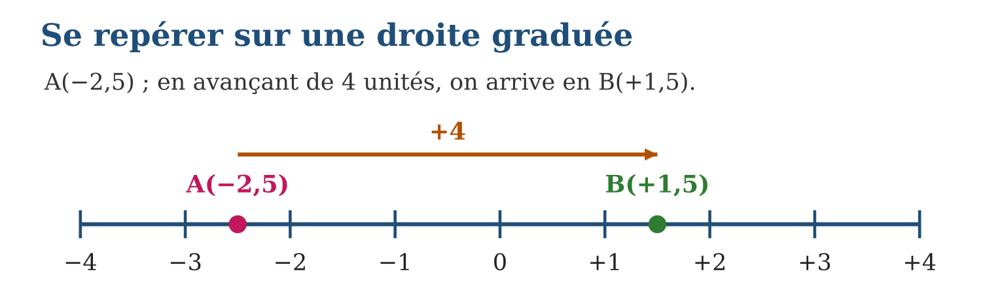 Se repérer sur une droite graduée
A(−2,5) ; en avançant de 4 unités, on arrive en B(+1,5).
+4
A(−2,5) B(+1,5)
−4 −3 −2 −1 0 +1 +2 +3 +4